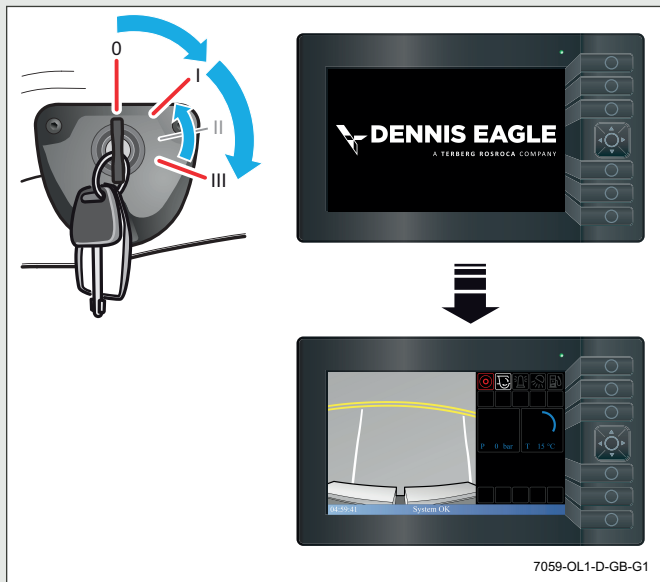 0
I
II
III
DENNIS EAGLE
A TERBERG ROSROCA COMPANY
P 0 bar T 15 °C
04:59:41 System OK
7059-OL1-D-GB-G1